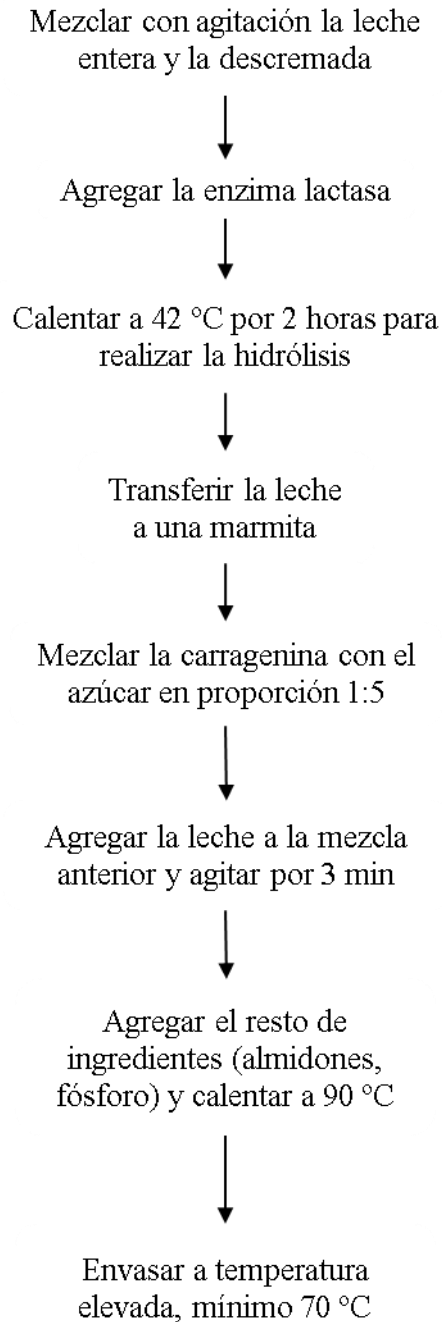 Mezclar con agitación la leche
entera y la descremada
Agregar la enzima lactasa
Calentar a 42 °C por 2 horas para
realizar la hidrólisis
Transferir la leche
a una marmita
Mezclar la carragenina con el
azúcar en proporción 1:5
Agregar la leche a la mezcla
anterior y agitar por 3 min
Agregar el resto de
ingredientes (almidones,
fósforo) y calentar a 90 °C
Envasar a temperatura
elevada, mínimo 70 °C